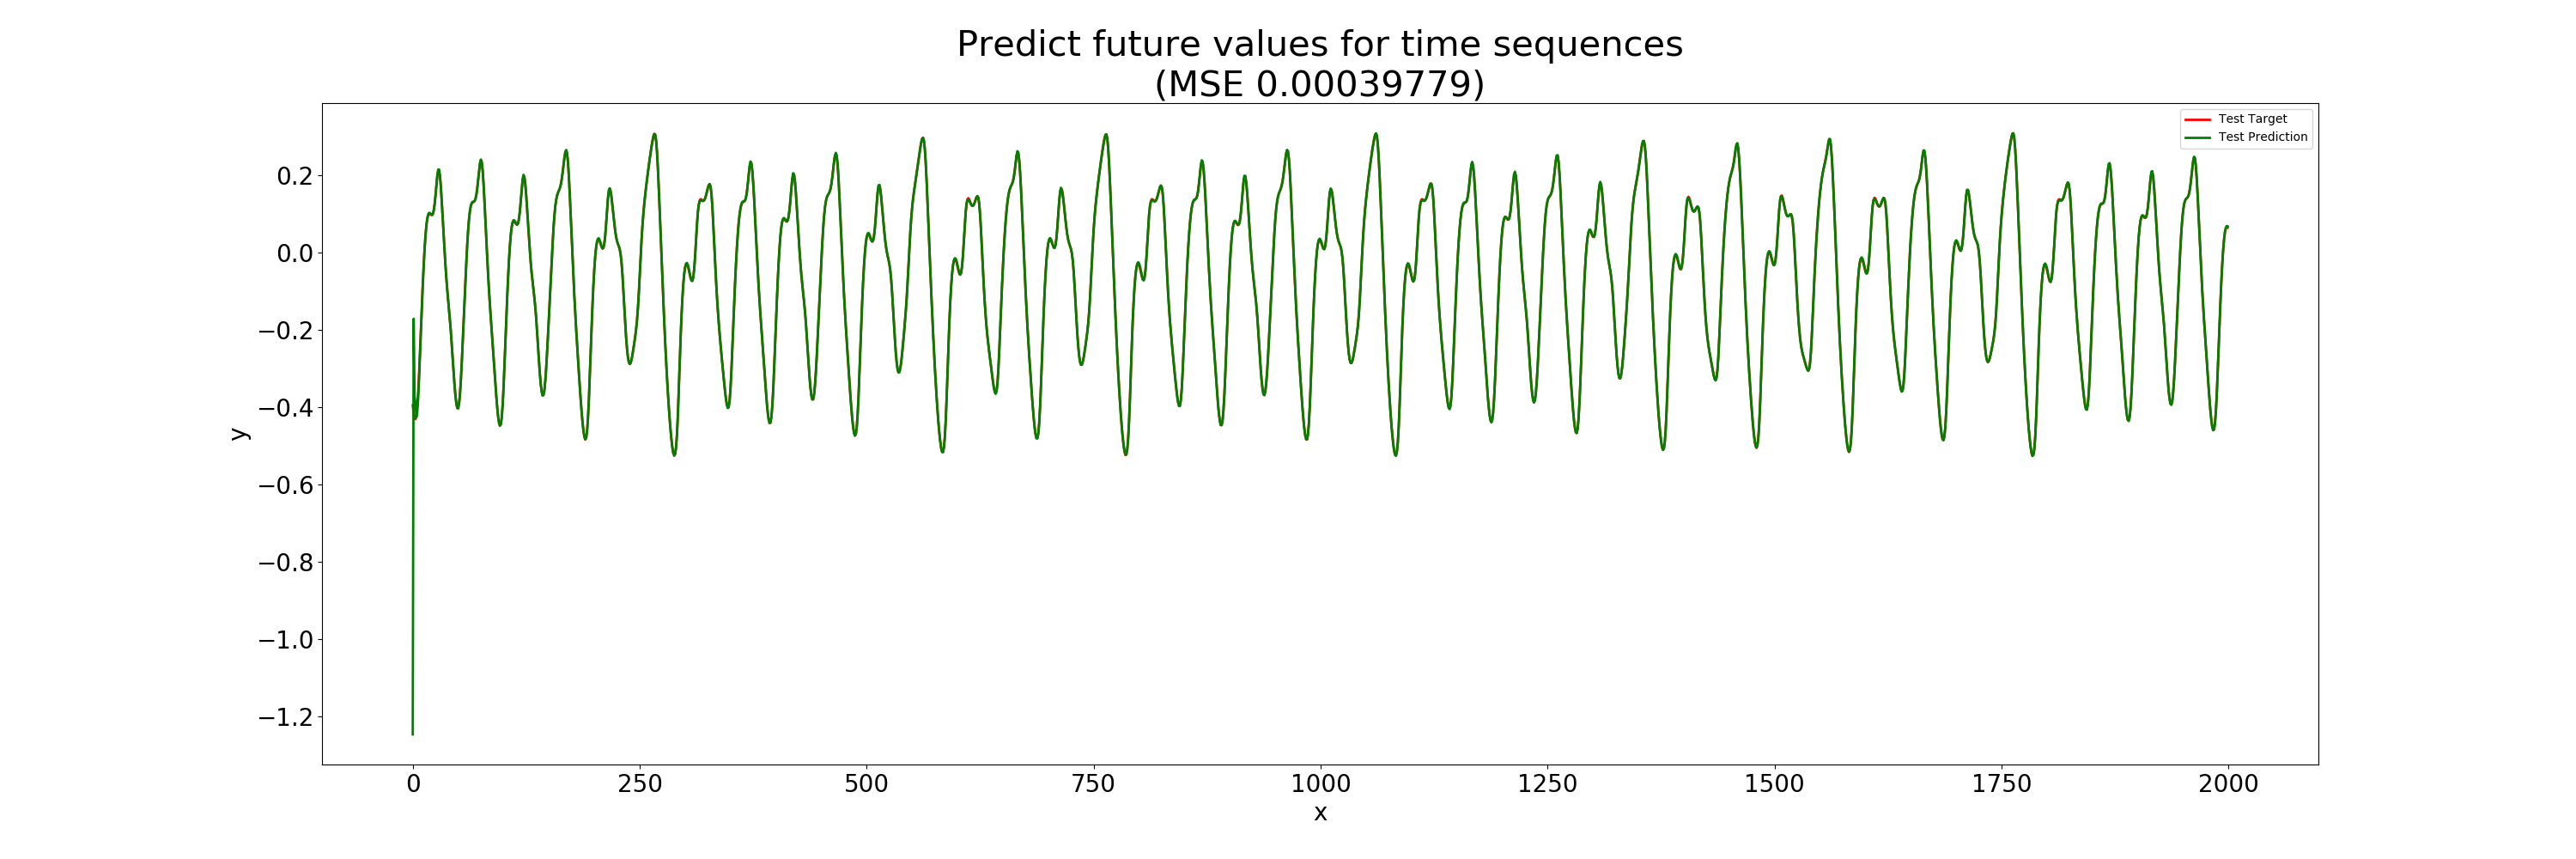 Predict future values for time sequences
(MSE 0.00039779)
Test Target
Test Prediction
0.2
0.0
−0.2
−0.4
−0.6
−0.8
−1.0
−1.2
y
0 250 500 750 1000 1250 1500 1750 2000
x